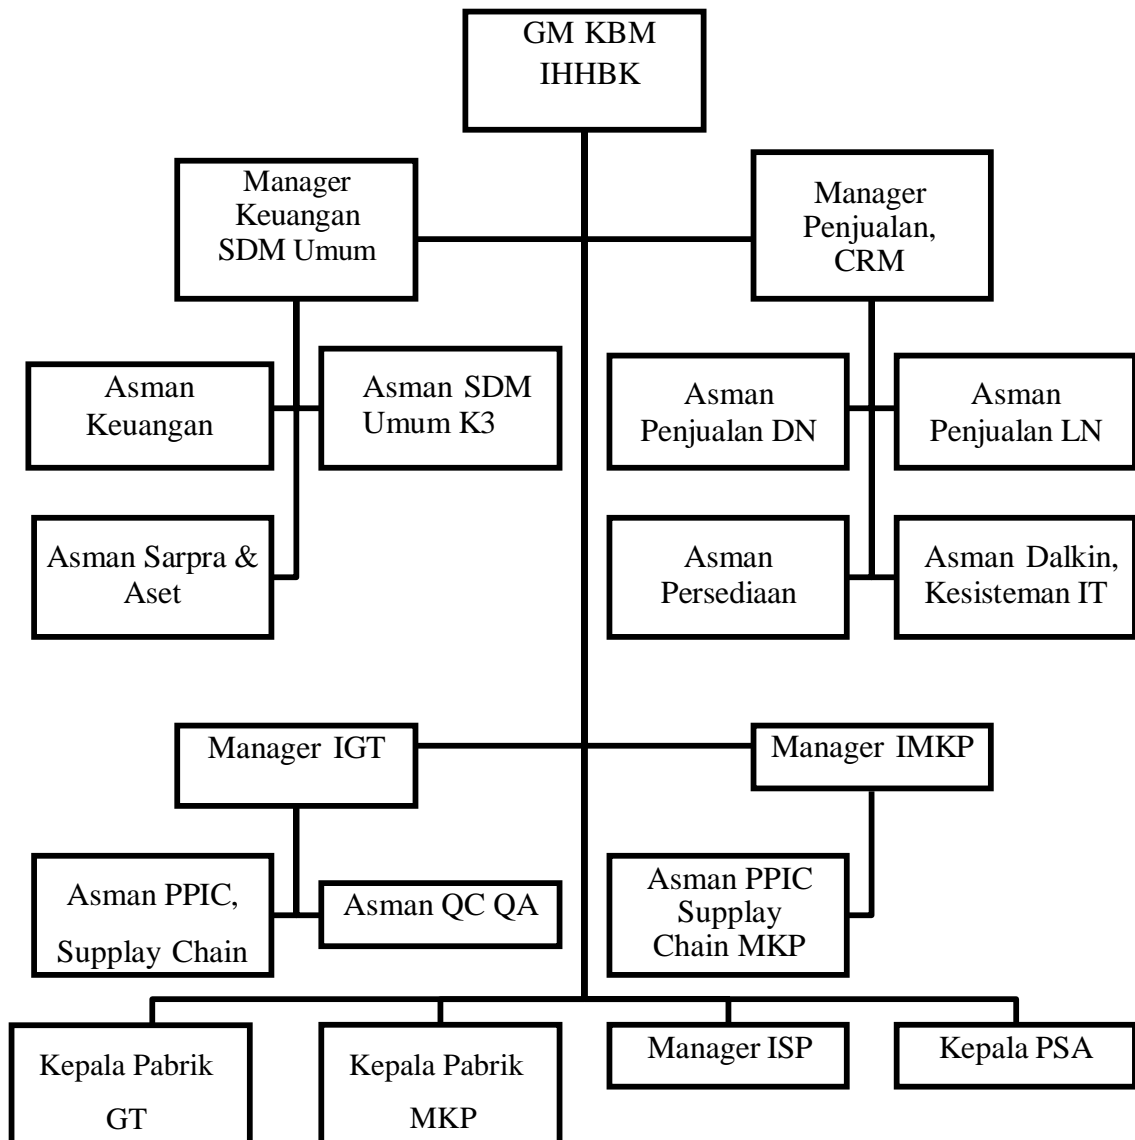 GM KBM
IHHBK
Manager
Keuangan
SDM Umum
Manager
Penjualan,
CRM
Asman
Keuangan
Asman SDM
Umum K3
Asman
Penjualan DN
Asman
Penjualan LN
Asman Sarpra &
Aset
Asman
Persediaan
Asman Dalkin,
Kesisteman IT
Manager IGT
Manager IMKP
Asman PPIC,
Supplay Chain
Asman QC QA
Asman PPIC
Supplay
Chain MKP
Kepala Pabrik
GT
Kepala Pabrik
MKP
Manager ISP
Kepala PSA